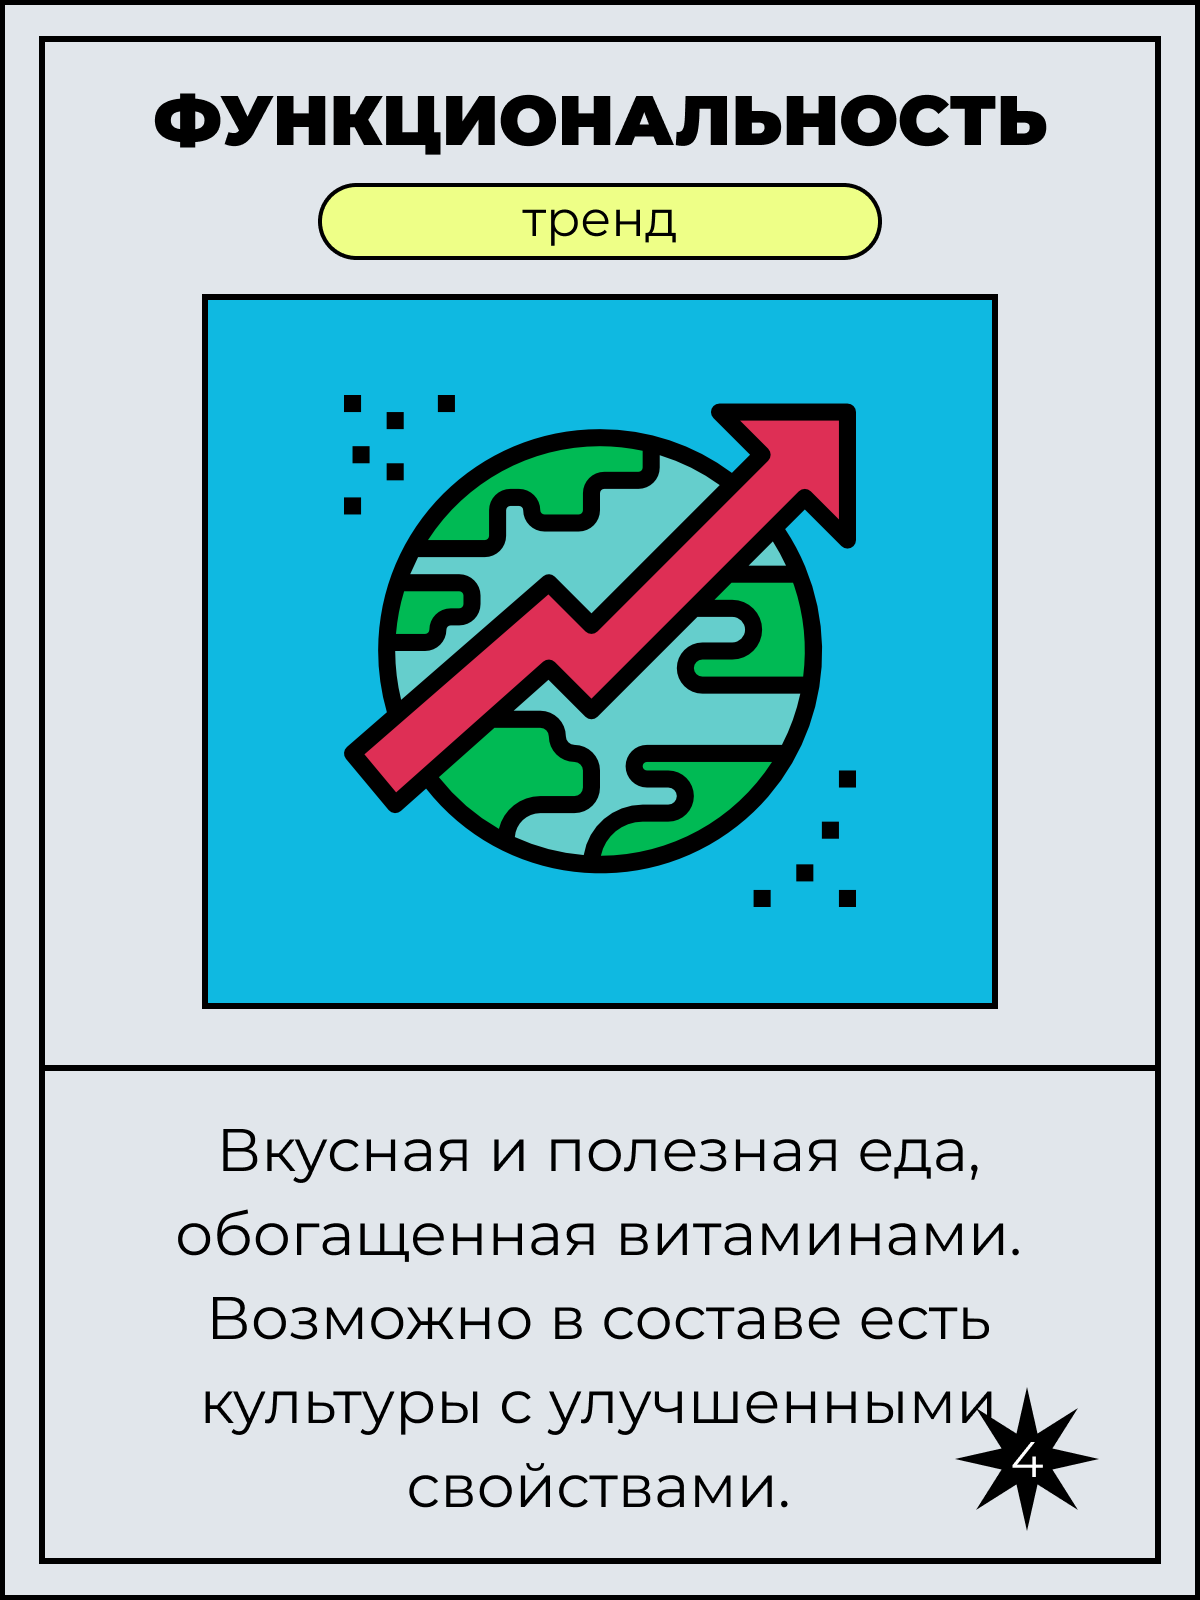 ФУНКЦИОНАЛЬНОСТЬ
тренд
Вкусная и полезная еда,
обогащенная витаминами.
Возможно в составе есть
культуры с улучшенными
свойствами.
4